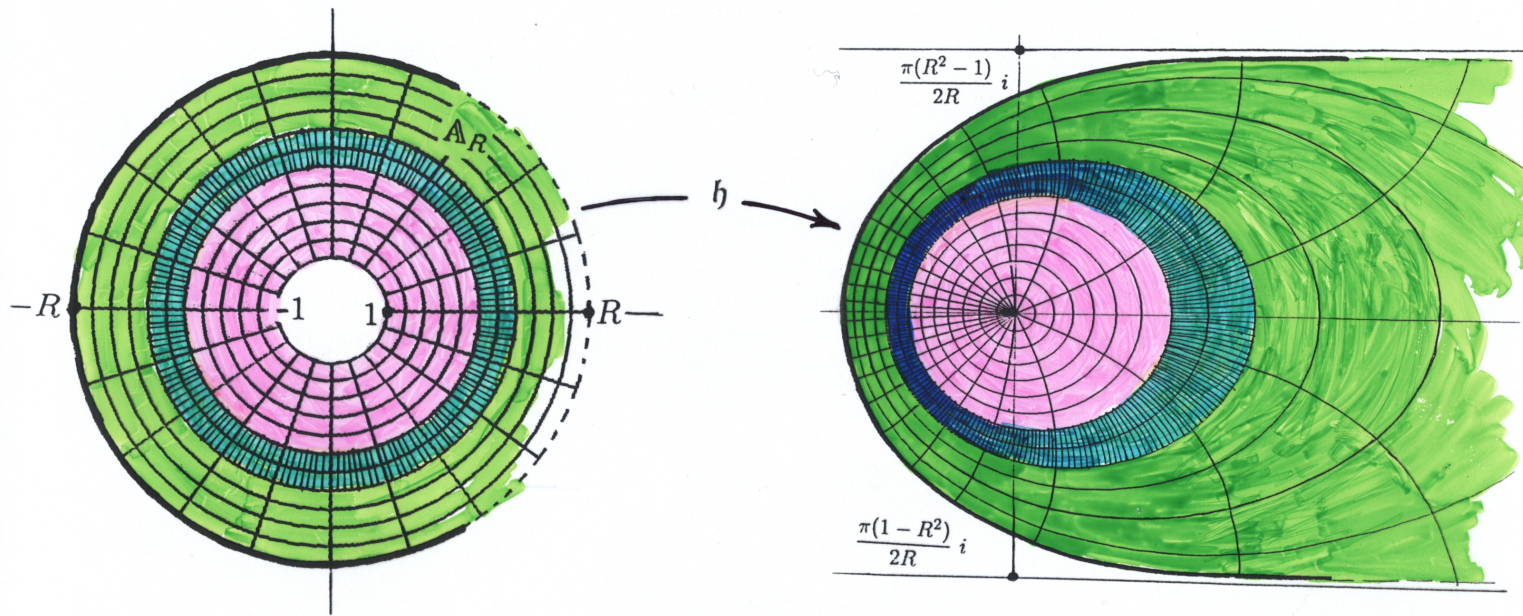 𝔸_R
-R
-1
1
R
𝔥
π(R² − 1)
2R
i
π(1 − R²)
2R
i